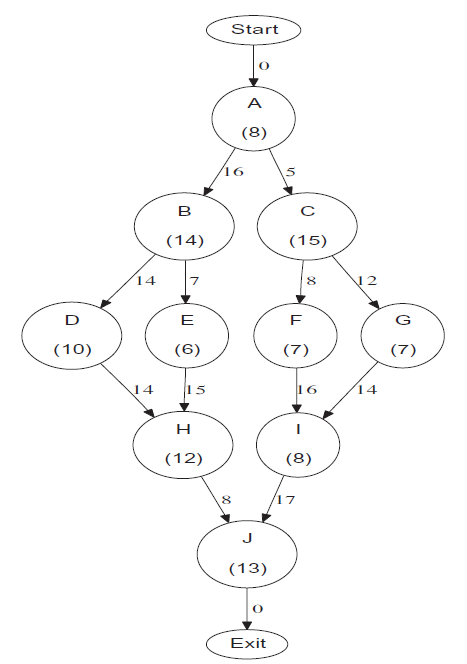 Start
0
A
(8)
16 5
B
(14)
C
(15)
14 7 8 12
D
(10)
E
(6)
F
(7)
G
(7)
14 15 16 14
H
(12)
I
(8)
8 17
J
(13)
0
Exit